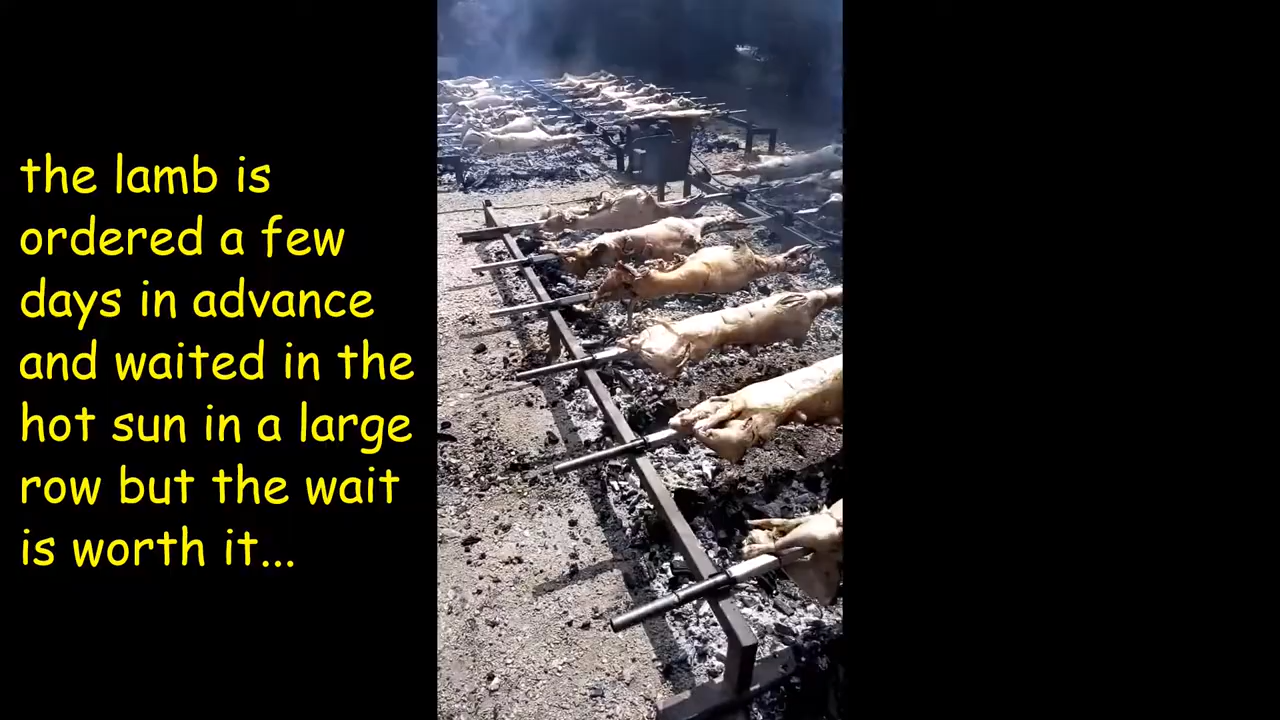 the lamb is
ordered a few
days in advance
and waited in the
hot sun in a large
row but the wait
is worth it...